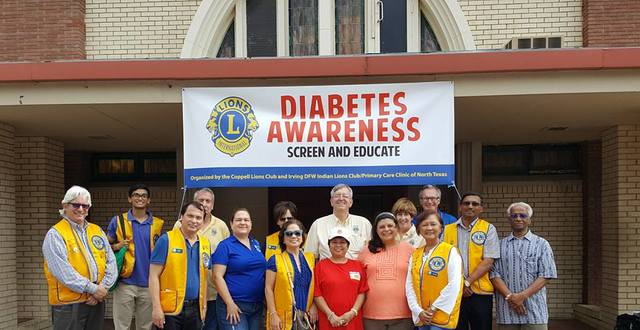 LIONS
L
INTERNATIONAL
DIABETES
AWARENESS
SCREEN AND EDUCATE
Organized by the Coppell Lions Club and Irving DFW Indian Lions Club/Primary Care Clinic of North Texas